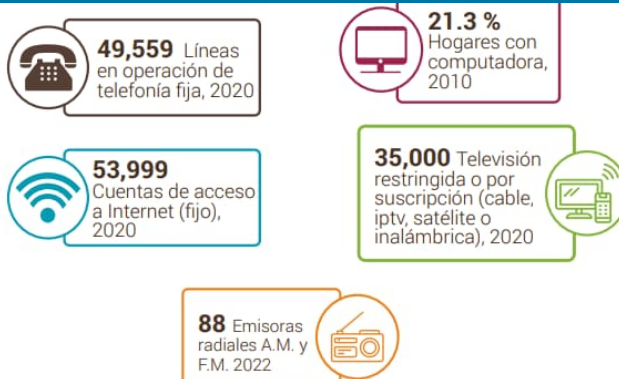 49,559 Líneas
en operación de
telefonía fija, 2020
21.3 %
Hogares con
computadora,
2010
53,999
Cuentas de acceso
a Internet (fijo),
2020
35,000 Televisión
restringida o por
suscripción (cable,
iptv, satélite o
inalámbrica), 2020
88 Emisoras
radiales A.M. y
F.M. 2022